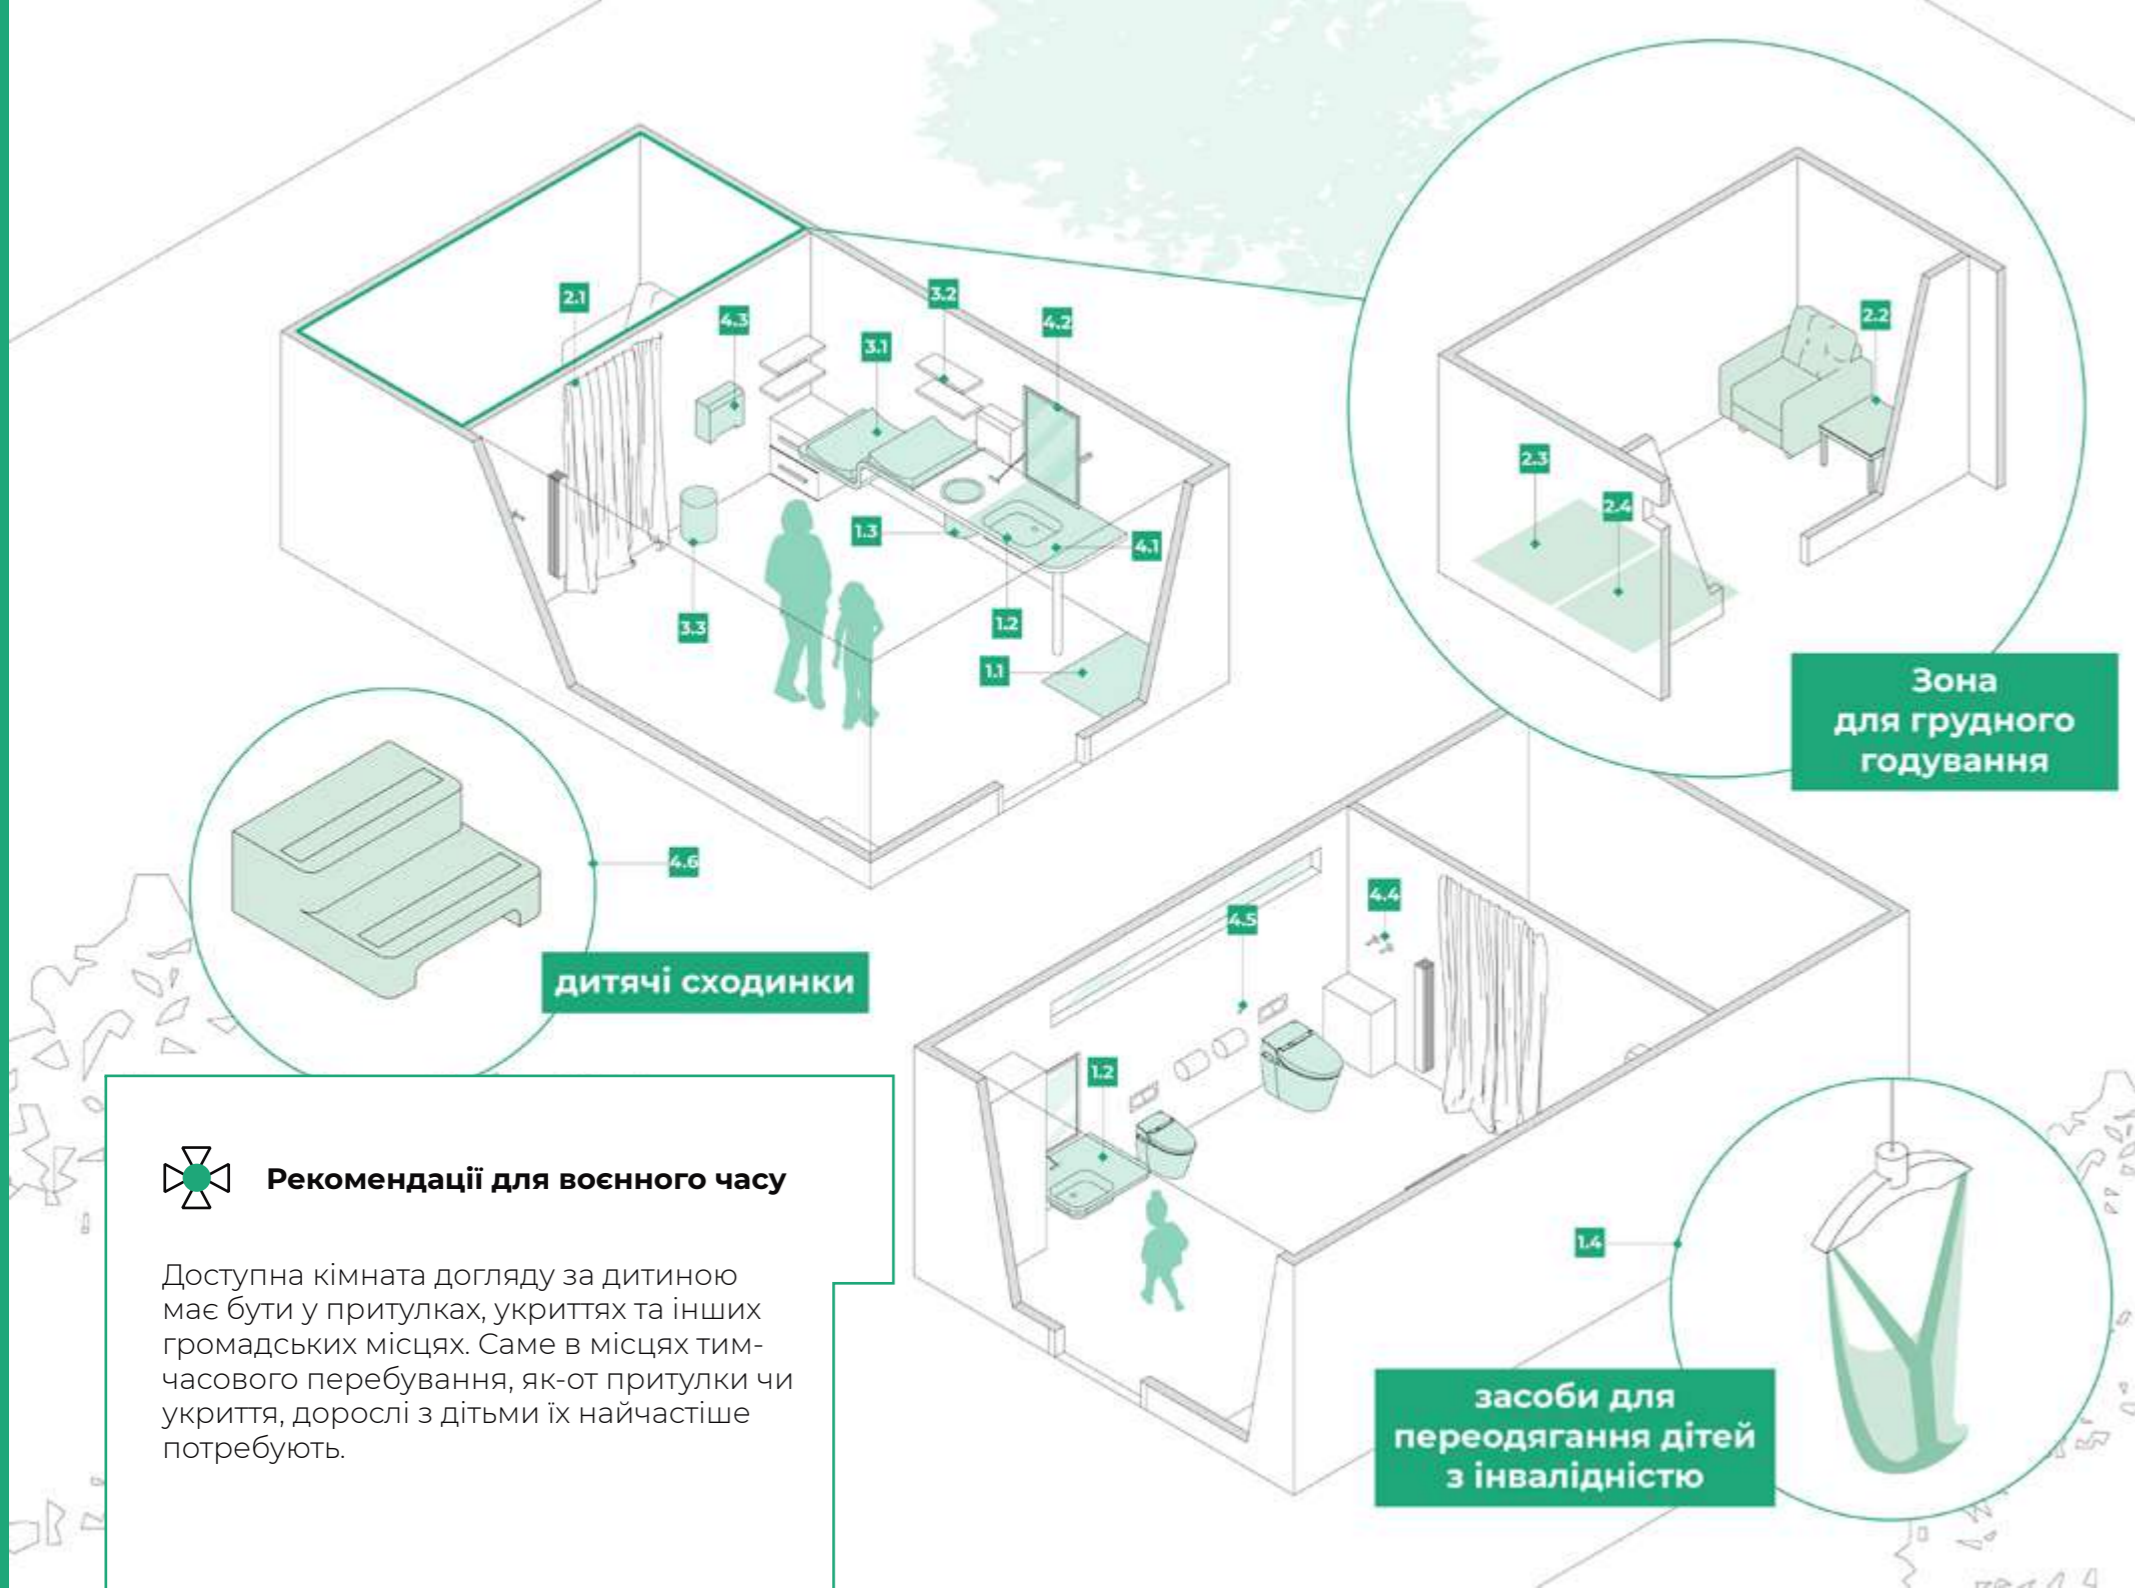 2.1
4.3
3.1
3.2
4.2
1.3
4.1
1.2
3.3
1.1
2.2
2.3
2.4
Зона
для грудного
годування
4.6
дитячі сходинки
4.5
4.4
1.2
1.4
засоби для
переодягання дітей
з інвалідністю
Рекомендації для воєнного часу
Доступна кімната догляду за дитиною
має бути у притулках, укриттях та інших
громадських місцях. Саме в місцях тим-
часового перебування, як-от притулки чи
укриття, дорослі з дітьми їх найчастіше
потребують.